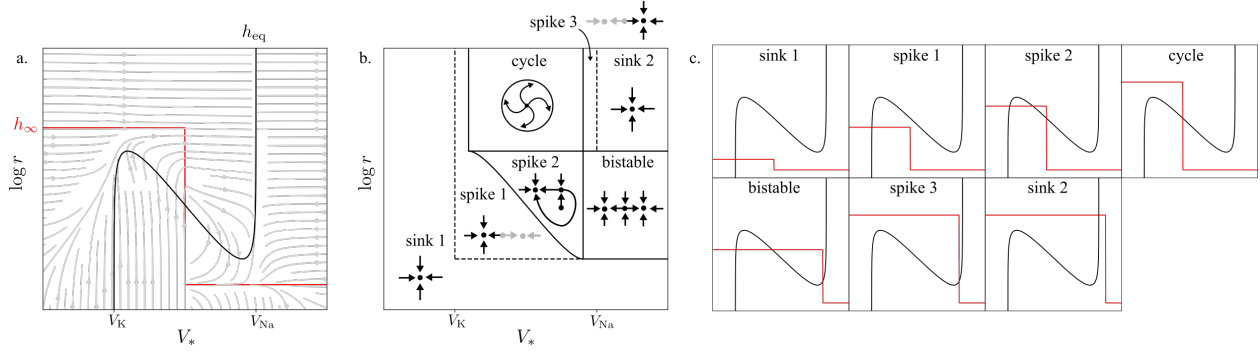 a.
h_eq
h_∞
log r
V_K
V_Na
V_*
b.
spike 3
cycle
sink 2
spike 2
bistable
spike 1
sink 1
log r
V_K
V_Na
V_*
c.
sink 1
spike 1
spike 2
cycle
bistable
spike 3
sink 2